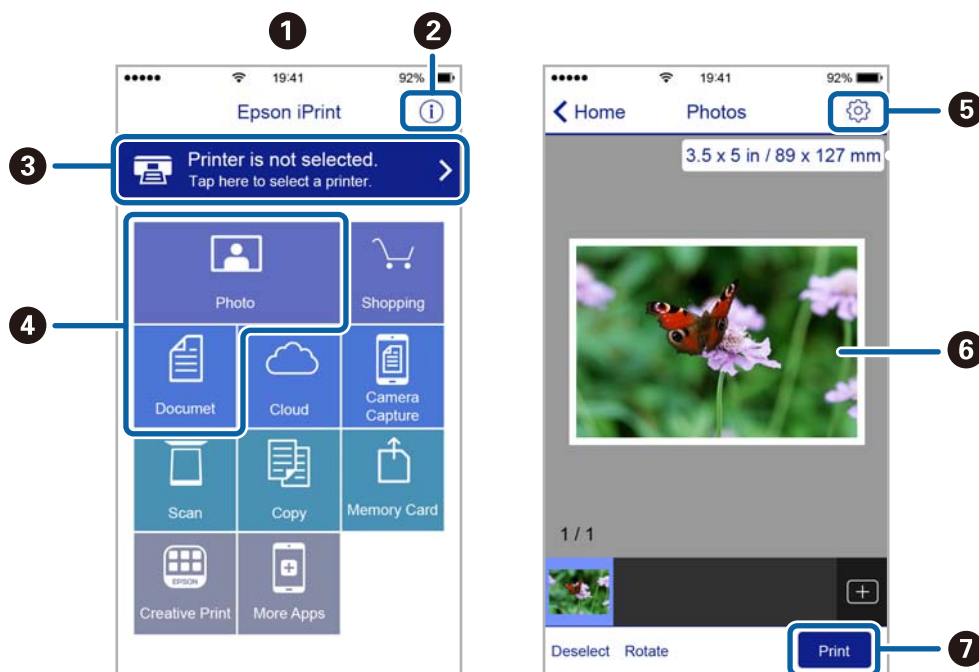 1
2
19:41
92%
Epson iPrint
3
Printer is not selected.
Tap here to select a printer.
4
Photo
Shopping
Documet
Cloud
Camera
Capture
Scan
Copy
Memory Card
EPSON
Creative Print
More Apps
19:41
92%
Home
Photos
5
3.5 x 5 in / 89 x 127 mm
6
1 / 1
Deselect
Rotate
Print
7